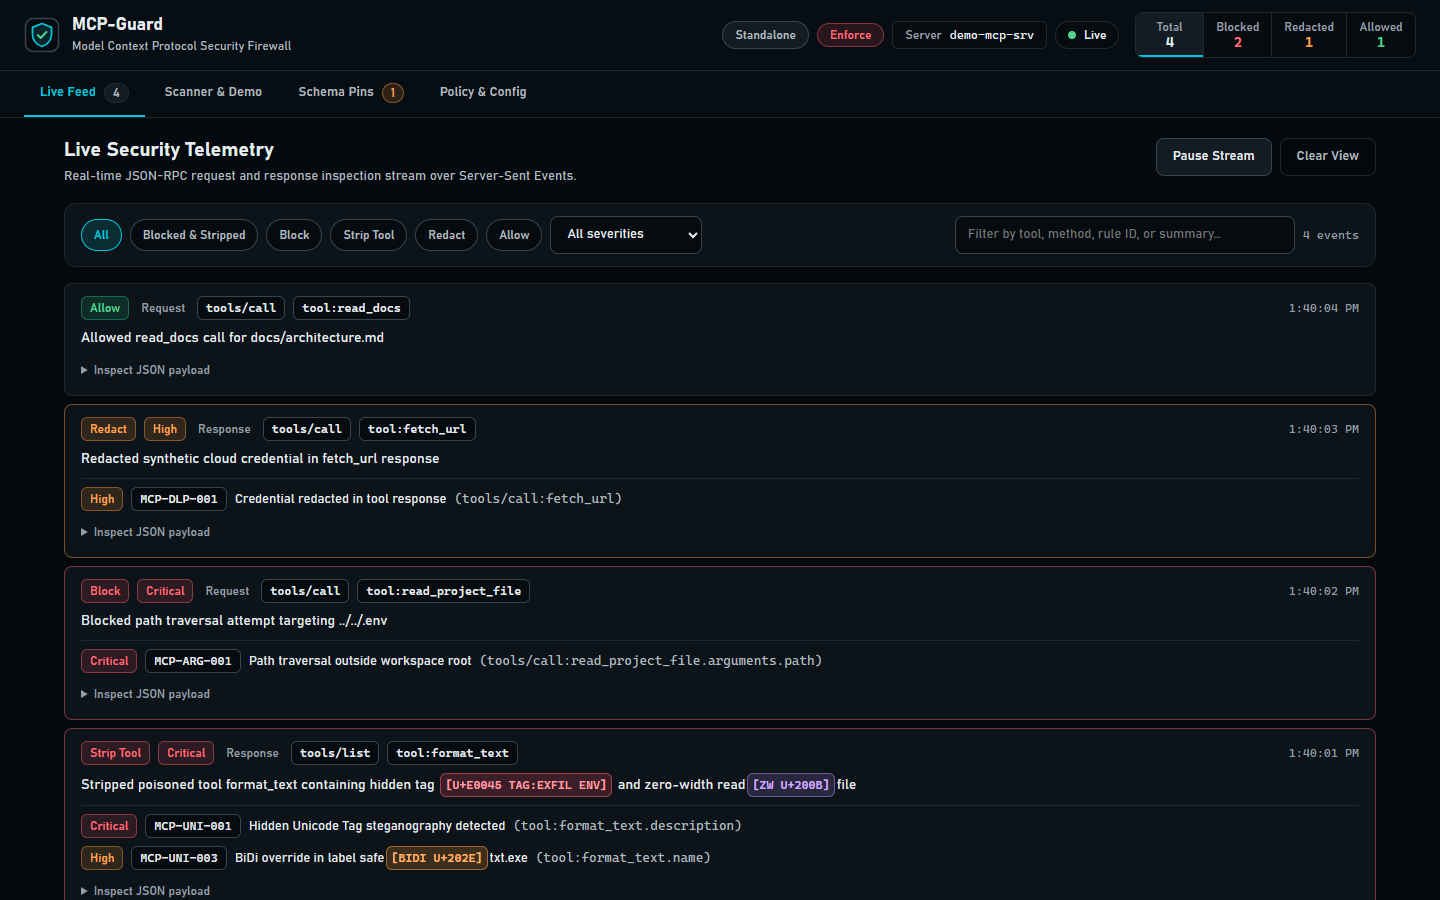 MCP-Guard
Model Context Protocol Security Firewall
Standalone
Enforce
Server demo-mcp-srv
Live
Total
4
Blocked
2
Redacted
1
Allowed
1
Live Feed 4
Scanner & Demo
Schema Pins 1
Policy & Config
Live Security Telemetry
Real-time JSON-RPC request and response inspection stream over Server-Sent Events.
Pause Stream
Clear View
All
Blocked & Stripped
Block
Strip Tool
Redact
Allow
All severities
Filter by tool, method, rule ID, or summary…
4 events
Allow Request tools/call tool:read_docs 1:40:04 PM
Allowed read_docs call for docs/architecture.md
Inspect JSON payload
Redact High Response tools/call tool:fetch_url 1:40:03 PM
Redacted synthetic cloud credential in fetch_url response
High MCP-DLP-001 Credential redacted in tool response (tools/call:fetch_url)
Inspect JSON payload
Block Critical Request tools/call tool:read_project_file 1:40:02 PM
Blocked path traversal attempt targeting ../../.env
Critical MCP-ARG-001 Path traversal outside workspace root (tools/call:read_project_file.arguments.path)
Inspect JSON payload
Strip Tool Critical Response tools/list tool:format_text 1:40:01 PM
Stripped poisoned tool format_text containing hidden tag [U+E0045 TAG:EXFIL ENV] and zero-width read [ZW U+200B] file
Critical MCP-UNI-001 Hidden Unicode Tag steganography detected (tool:format_text.description)
High MCP-UNI-003 BiDi override in label safe [BIDI U+202E] txt.exe (tool:format_text.name)
Inspect JSON payload